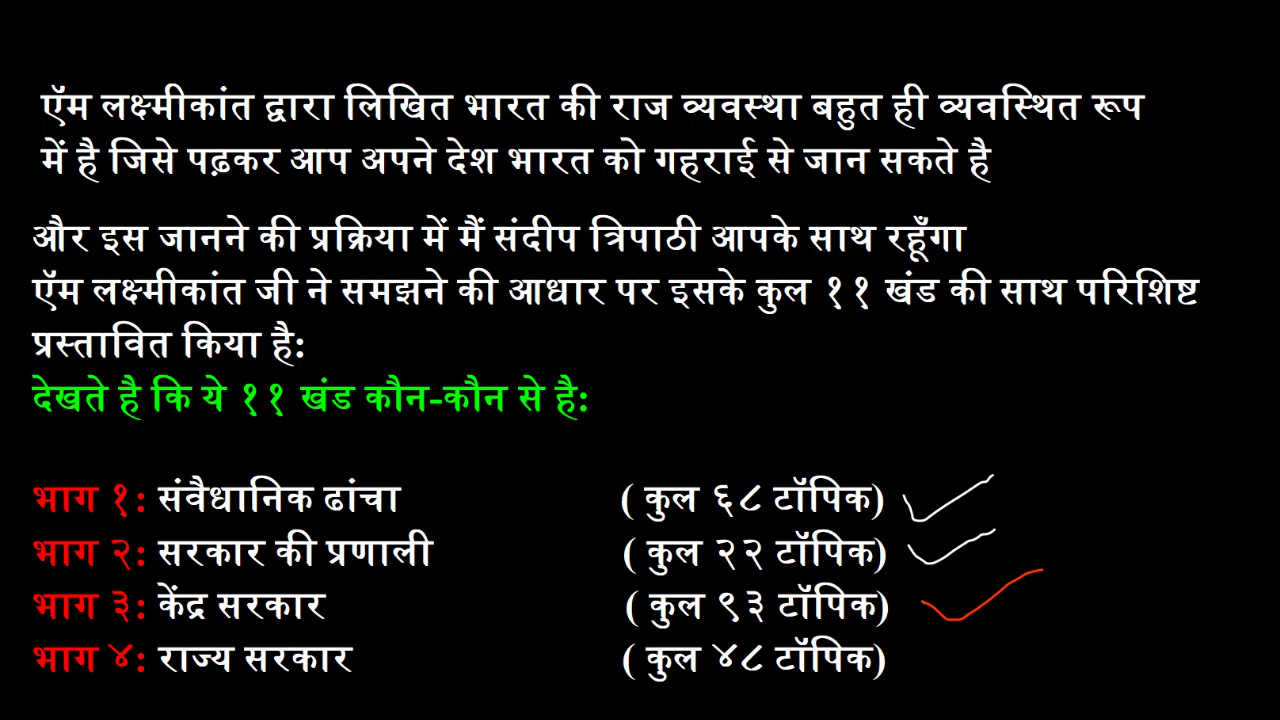 ऍम लक्ष्मीकांत द्वारा लिखित भारत की राज व्यवस्था बहुत ही व्यवस्थित रूप
में है जिसे पढ़कर आप अपने देश भारत को गहराई से जान सकते है
और इस जानने की प्रक्रिया में मैं संदीप त्रिपाठी आपके साथ रहूँगा
ऍम लक्ष्मीकांत जी ने समझने की आधार पर इसके कुल ११ खंड की साथ परिशिष्ट
प्रस्तावित किया है:
देखते है कि ये ११ खंड कौन-कौन से है:
भाग १: संवैधानिक ढांचा ( कुल ६८ टॉपिक)
भाग २: सरकार की प्रणाली ( कुल २२ टॉपिक)
भाग ३: केंद्र सरकार ( कुल ९३ टॉपिक)
भाग ४: राज्य सरकार ( कुल ४८ टॉपिक)